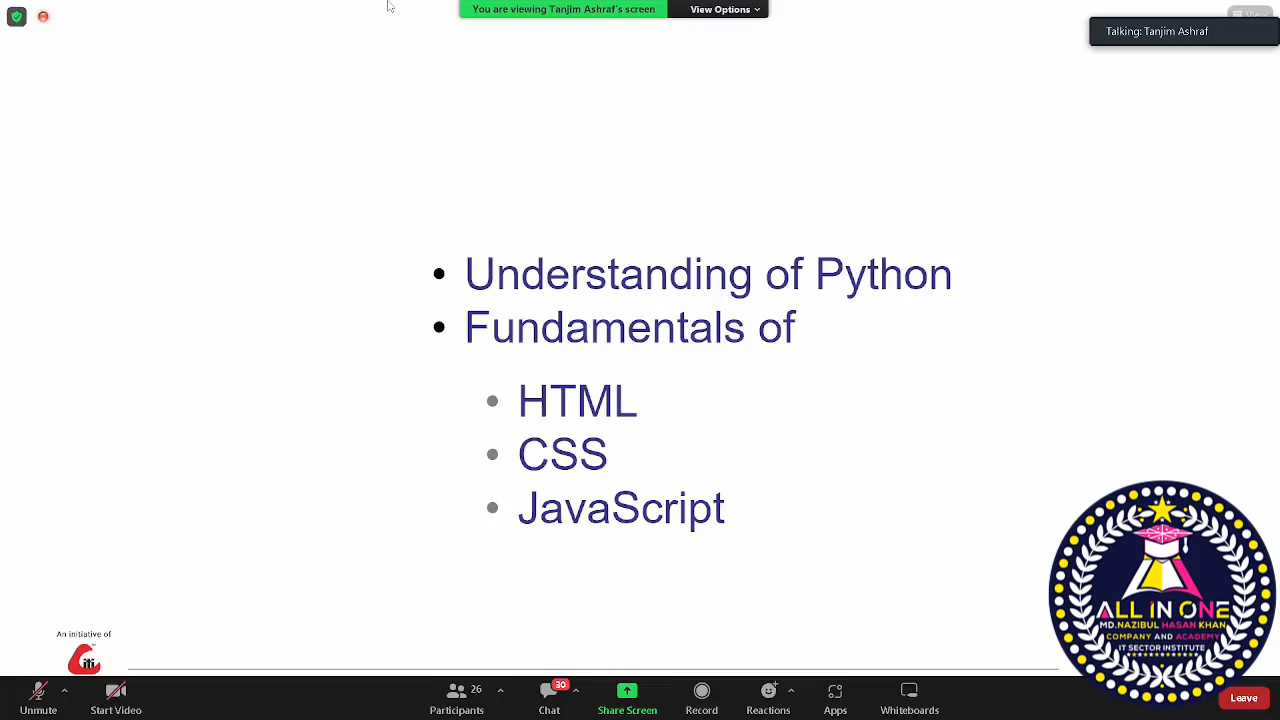 You are viewing Tanjim Ashraf's screen
View Options
View
Talking: Tanjim Ashraf
• Understanding of Python
• Fundamentals of
• HTML
• CSS
• JavaScript
An initiative of
iti
ALL IN ONE
MD.NAZIBUL HASAN KHAN
COMPANY AND ACADEMY
IT SECTOR INSTITUTE
Unmute
Start Video
26
Participants
30
Chat
Share Screen
Record
Reactions
Apps
Whiteboards
Leave